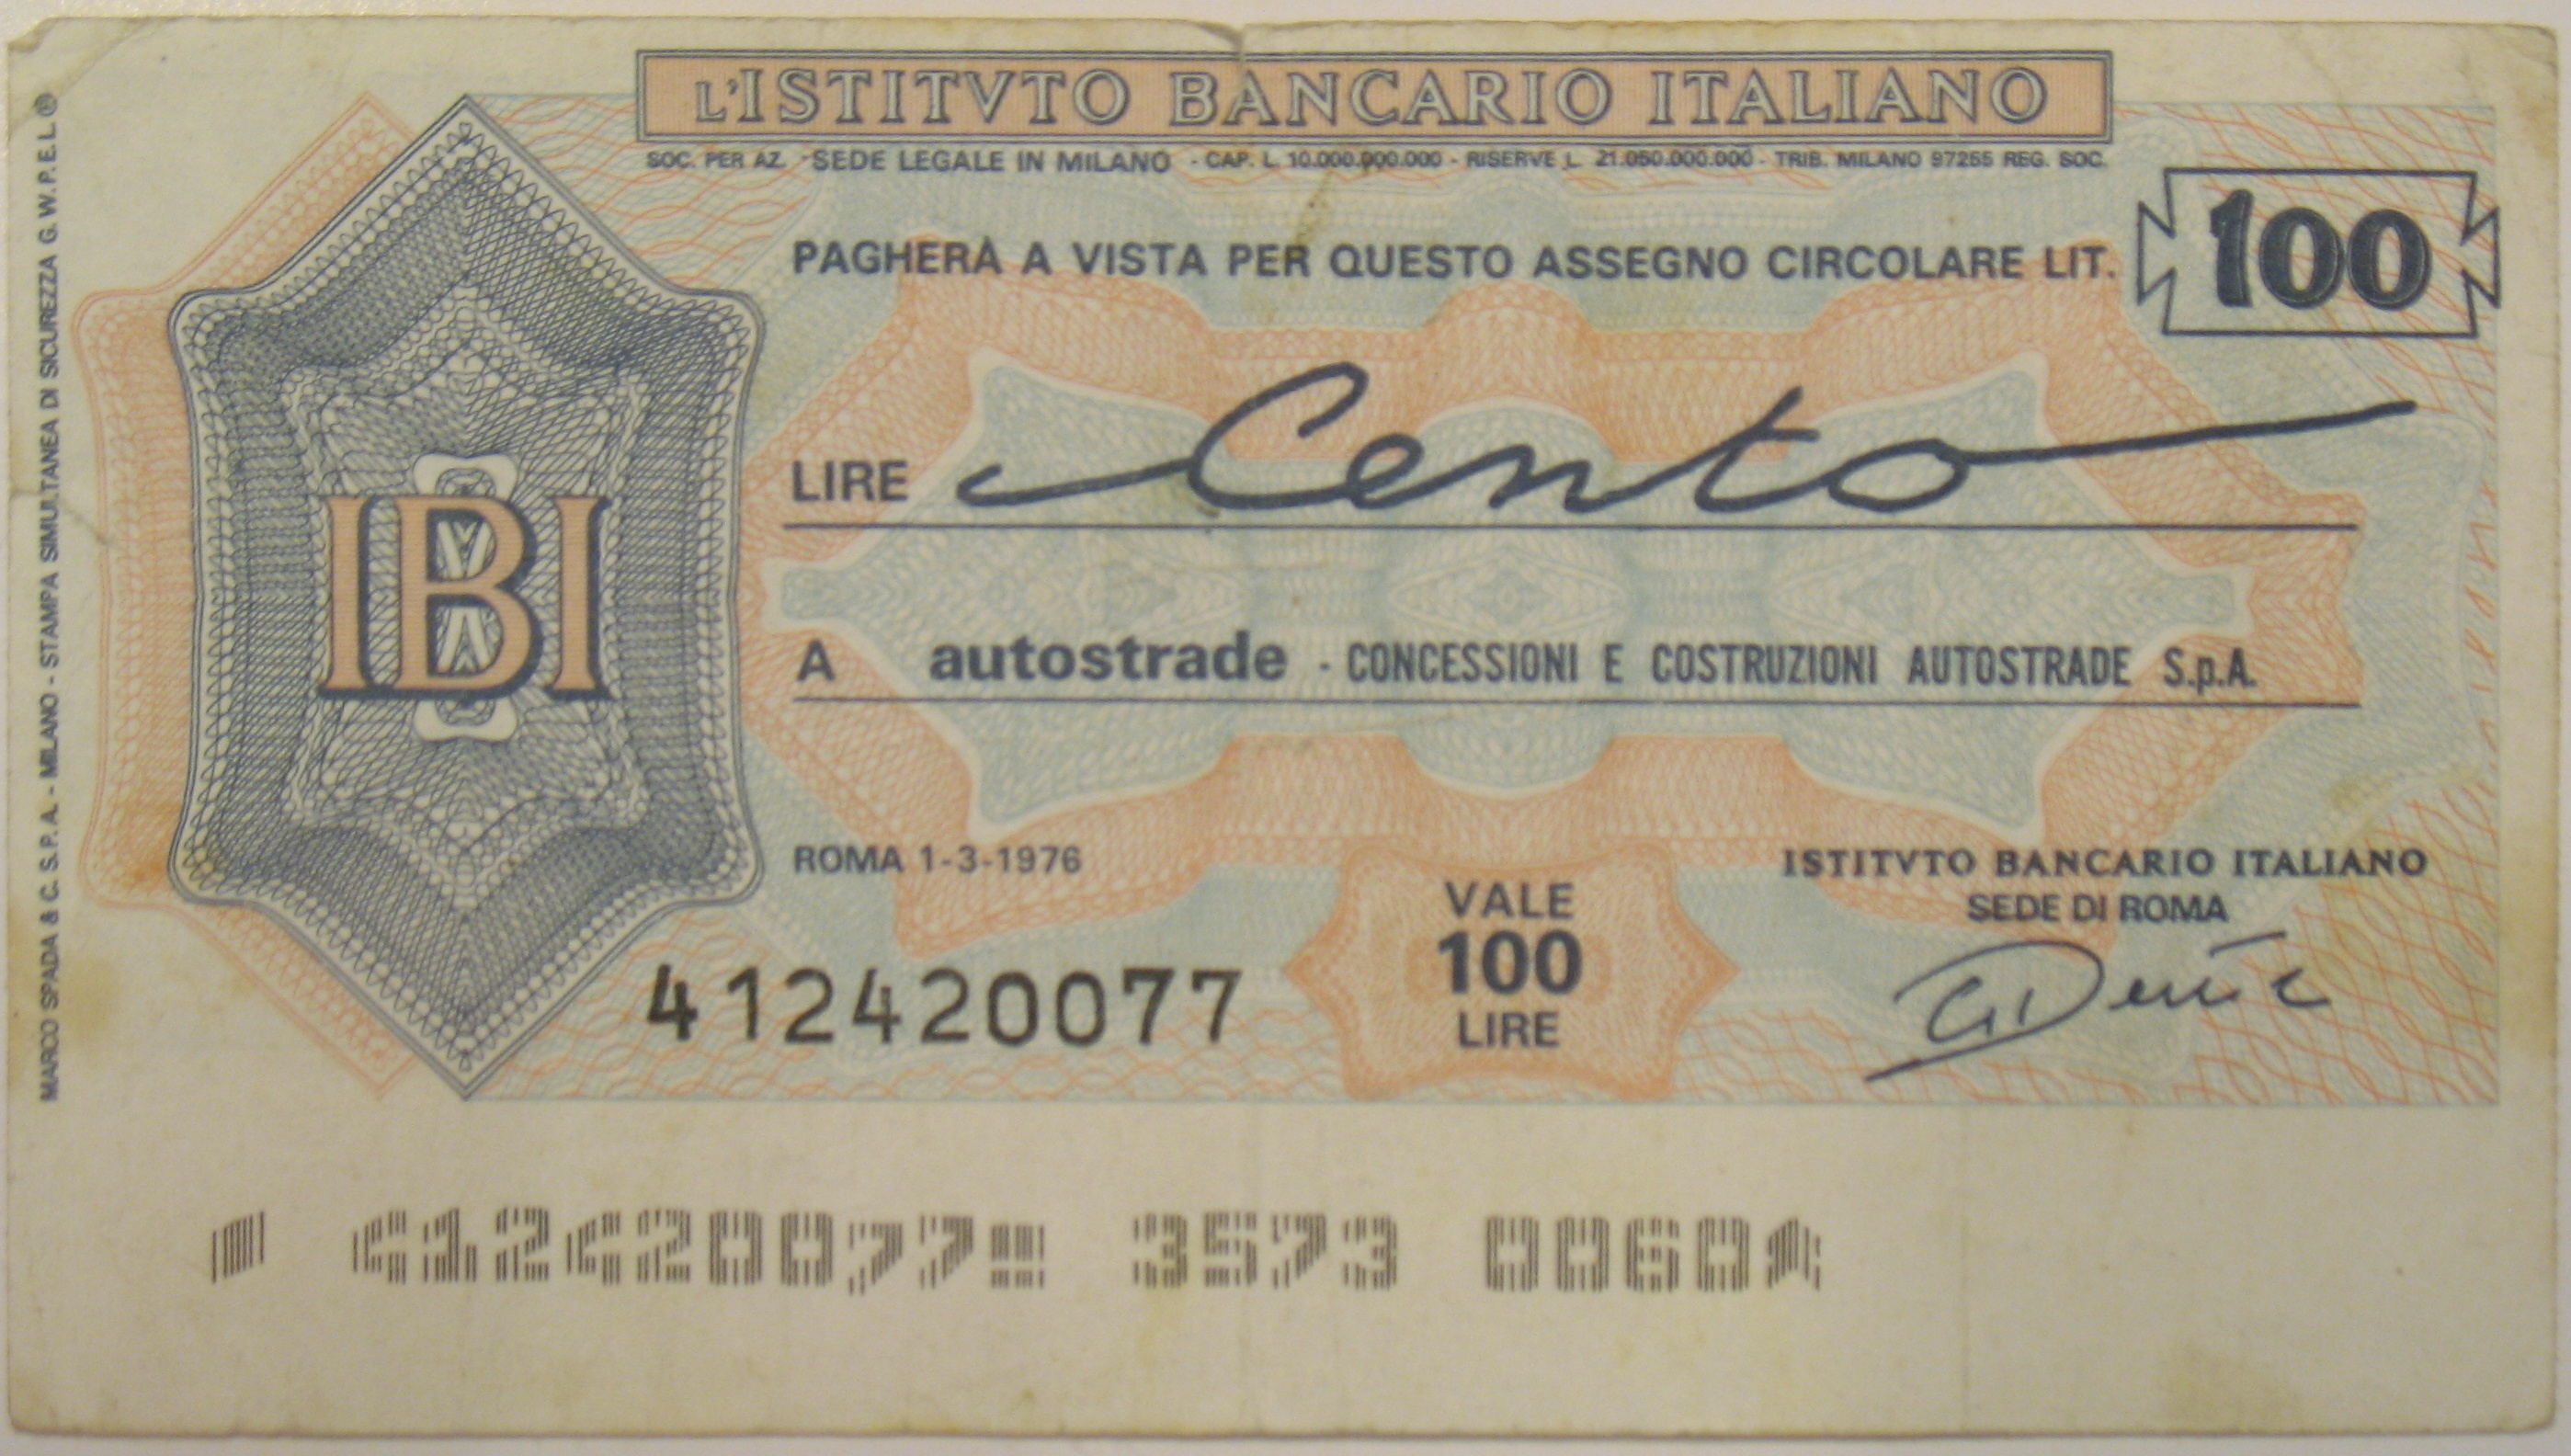 L'ISTITVTO BANCARIO ITALIANO
SOC. PER AZ. - SEDE LEGALE IN MILANO - CAP. L. 10.000.000.000 - RISERVE L. 21.050.000.000 - TRIB. MILANO 97255 REG. SOC.
PAGHERÀ A VISTA PER QUESTO ASSEGNO CIRCOLARE LIT. 100
LIRE Cento
IBI
A autostrade - CONCESSIONI E COSTRUZIONI AUTOSTRADE S.p.A.
ROMA 1-3-1976
ISTITVTO BANCARIO ITALIANO
SEDE DI ROMA
VALE
100
LIRE
412420077
412420077 3573 0060
MARCO SPADA & C. S.P.A. - MILANO - STAMPA SIMULTANEA DI SICUREZZA G.W.P.E.L. ®